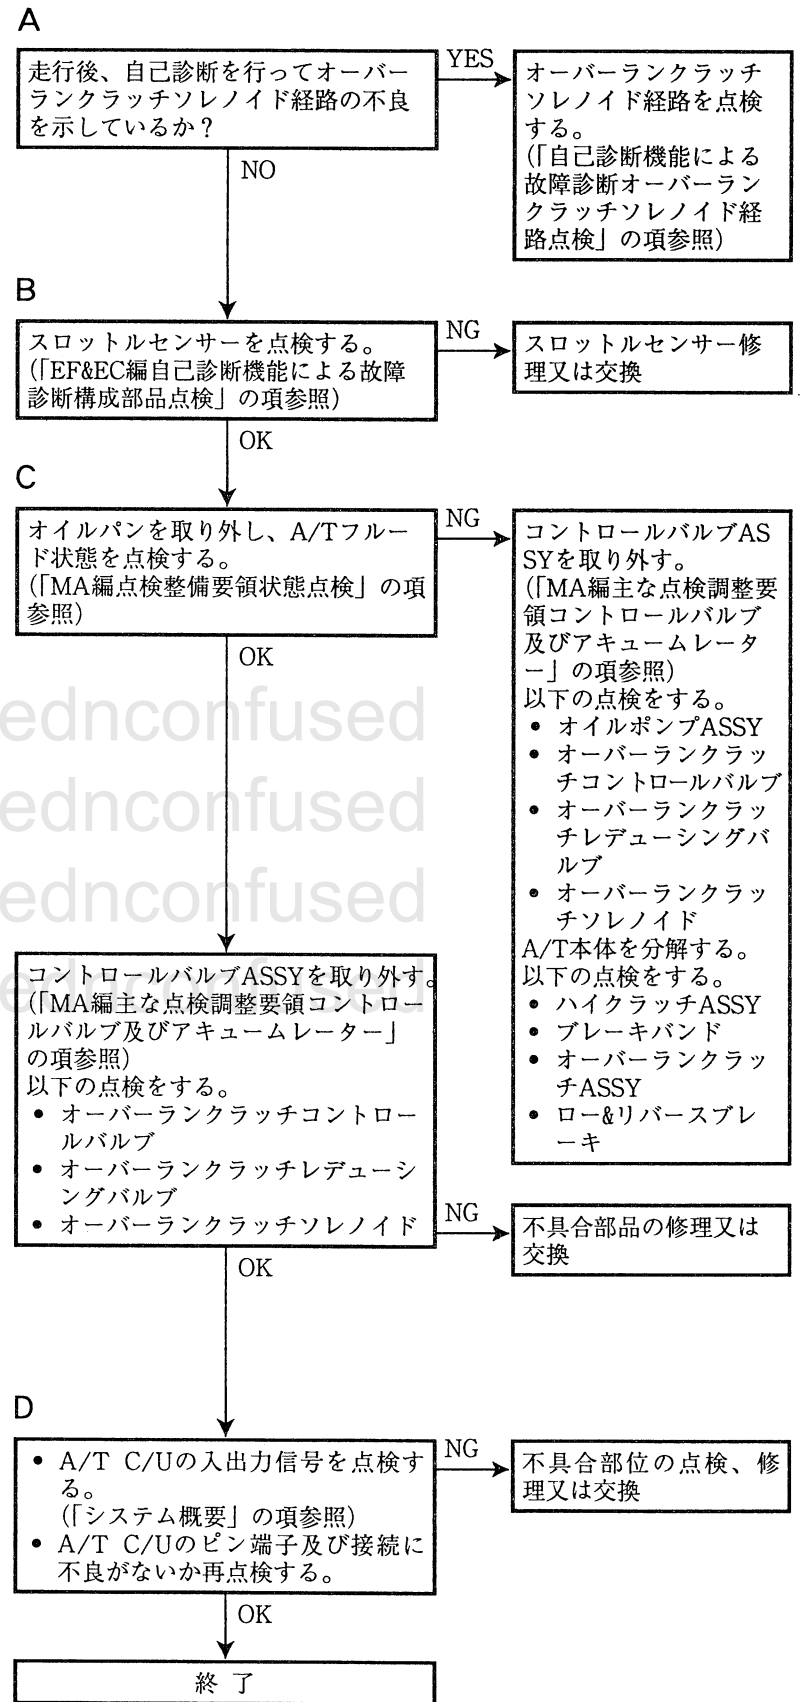 A
走行後、自己診断を行ってオーバー
ランクラッチソレノイド経路の不良
を示しているか？
YES
オーバーランクラッチ
ソレノイド経路を点検
する。
(「自己診断機能による
故障診断オーバーラン
クラッチソレノイド経
路点検」の項参照)
NO
B
スロットルセンサーを点検する。
(「EF&EC編自己診断機能による故障
診断構成部品点検」の項参照)
NG
スロットルセンサー修
理又は交換
OK
C
オイルパンを取り外し、A/Tフルー
ド状態を点検する。
(「MA編点検整備要領状態点検」の項
参照)
NG
コントロールバルブAS
SYを取り外す。
(「MA編主な点検調整要
領コントロールバルブ
及びアキュームレータ
ー」の項参照)
以下の点検をする。
• オイルポンプASSY
• オーバーランクラッ
チコントロールバルブ
• オーバーランクラッ
チレデューシングバ
ルブ
• オーバーランクラッ
チソレノイド
A/T本体を分解する。
以下の点検をする。
• ハイクラッチASSY
• ブレーキバンド
• オーバーランクラッ
チASSY
• ロー&リバースブレ
ーキ
OK
ednconfused
ednconfused
ednconfused
ednconfused
コントロールバルブASSYを取り外す。
(「MA編主な点検調整要領コントロー
ルバルブ及びアキュームレーター」
の項参照)
以下の点検をする。
• オーバーランクラッチコントロー
ルバルブ
• オーバーランクラッチレデューシ
ングバルブ
• オーバーランクラッチソレノイド
NG
不具合部品の修理又は
交換
OK
D
• A/T C/Uの入出力信号を点検す
る。
(「システム概要」の項参照)
• A/T C/Uのピン端子及び接続に
不良がないか再点検する。
NG
不具合部位の点検、修
理又は交換
OK
終 了